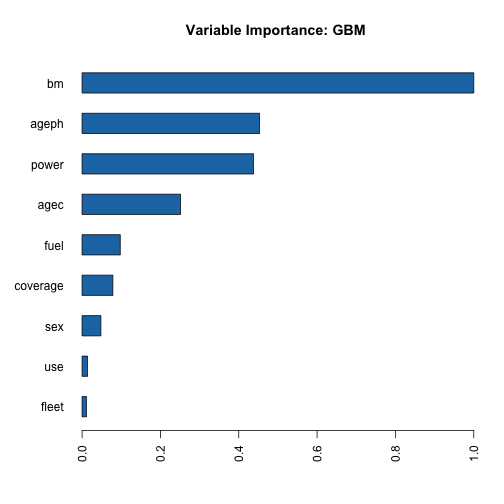 Variable Importance: GBM
bm
ageph
power
agec
fuel
coverage
sex
use
fleet
0.0
0.2
0.4
0.6
0.8
1.0